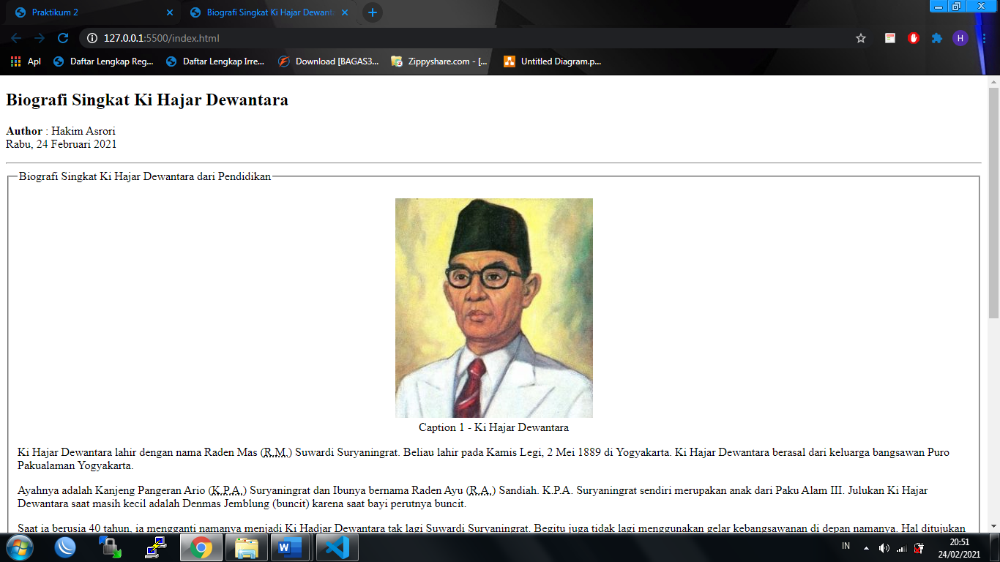 Praktikum 2
Biografi Singkat Ki Hajar Dewant
127.0.0.1:5500/index.html
H
Apl
Daftar Lengkap Reg...
Daftar Lengkap Irre...
Download [BAGAS3...
Zippyshare.com - [...
Untitled Diagram.p...
Biografi Singkat Ki Hajar Dewantara
Author : Hakim Asrori
Rabu, 24 Februari 2021
Biografi Singkat Ki Hajar Dewantara dari Pendidikan
Caption 1 - Ki Hajar Dewantara
Ki Hajar Dewantara lahir dengan nama Raden Mas (R.M.) Suwardi Suryaningrat. Beliau lahir pada Kamis Legi, 2 Mei 1889 di Yogyakarta. Ki Hajar Dewantara berasal dari keluarga bangsawan Puro
Pakualaman Yogyakarta.
Ayahnya adalah Kanjeng Pangeran Ario (K.P.A.) Suryaningrat dan Ibunya bernama Raden Ayu (R.A.) Sandiah. K.P.A. Suryaningrat sendiri merupakan anak dari Paku Alam III. Julukan Ki Hajar
Dewantara saat masih kecil adalah Denmas Jemblung (buncit) karena saat bayi perutnya buncit.
Saat ia berusia 40 tahun, ia mengganti namanya menjadi Ki Hadjar Dewantara tak lagi Suwardi Suryaningrat. Begitu juga tidak lagi menggunakan gelar kebangsawanan di depan namanya. Hal ditujukan
W
IN
20:51
24/02/2021